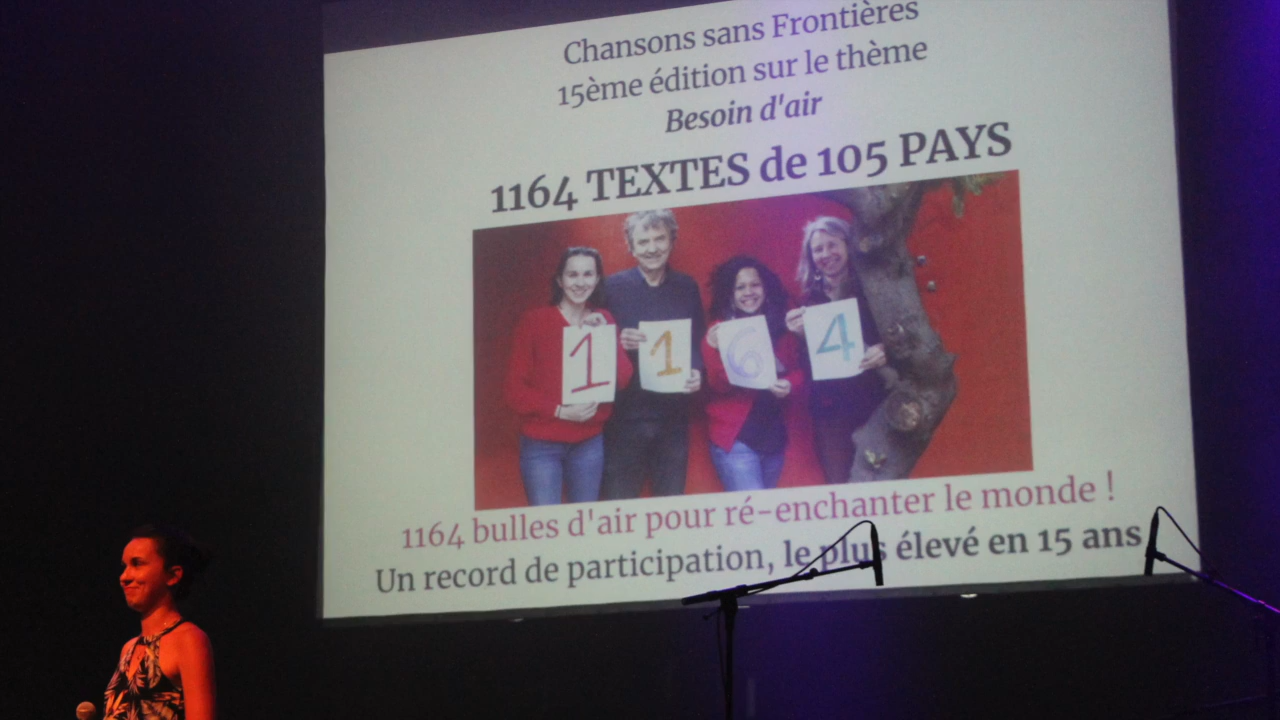 Chansons sans Frontières
15ème édition sur le thème
Besoin d'air
1164 TEXTES de 105 PAYS
1 1 6 4
1164 bulles d'air pour ré-enchanter le monde !
Un record de participation, le plus élevé en 15 ans